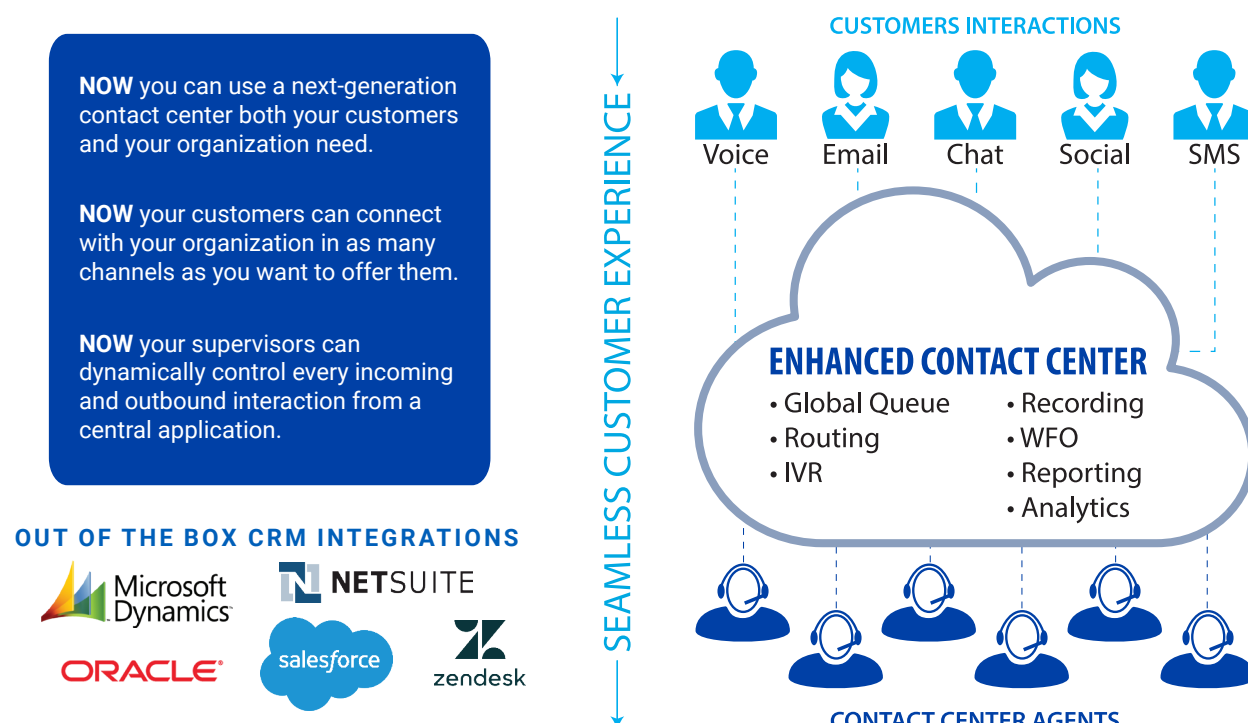 NOW you can use a next-generation
contact center both your customers
and your organization need.
NOW your customers can connect
with your organization in as many
channels as you want to offer them.
NOW your supervisors can
dynamically control every incoming
and outbound interaction from a
central application.
OUT OF THE BOX CRM INTEGRATIONS
Microsoft
Dynamics
NETSUITE
ORACLE
salesforce
zendesk
SEAMLESS CUSTOMER EXPERIENCE
CUSTOMERS INTERACTIONS
Voice Email Chat Social SMS
ENHANCED CONTACT CENTER
• Global Queue
• Routing
• IVR
• Recording
• WFO
• Reporting
• Analytics
CONTACT CENTER AGENTS